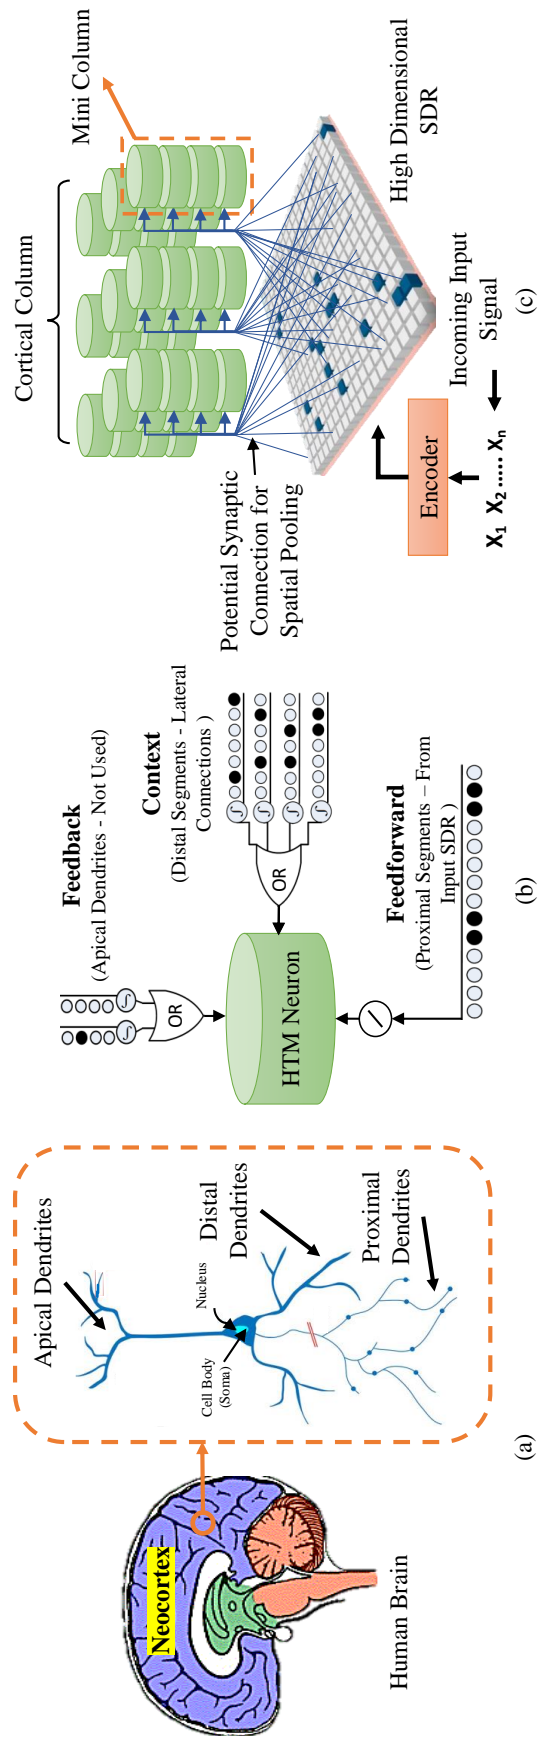 Neocortex
Human Brain
Apical Dendrites
Nucleus
Cell Body
(Soma)
Distal
Dendrites
Proximal
Dendrites
(a)
Feedback
(Apical Dendrites - Not Used)
OR
Context
(Distal Segments - Lateral
Connections )
OR
HTM Neuron
Feedforward
(Proximal Segments – From
Input SDR )
(b)
Cortical Column
Mini Column
Potential Synaptic
Connection for
Spatial Pooling
High Dimensional
SDR
Encoder
Incoming Input
Signal
X1 X2 ..... Xn
(c)